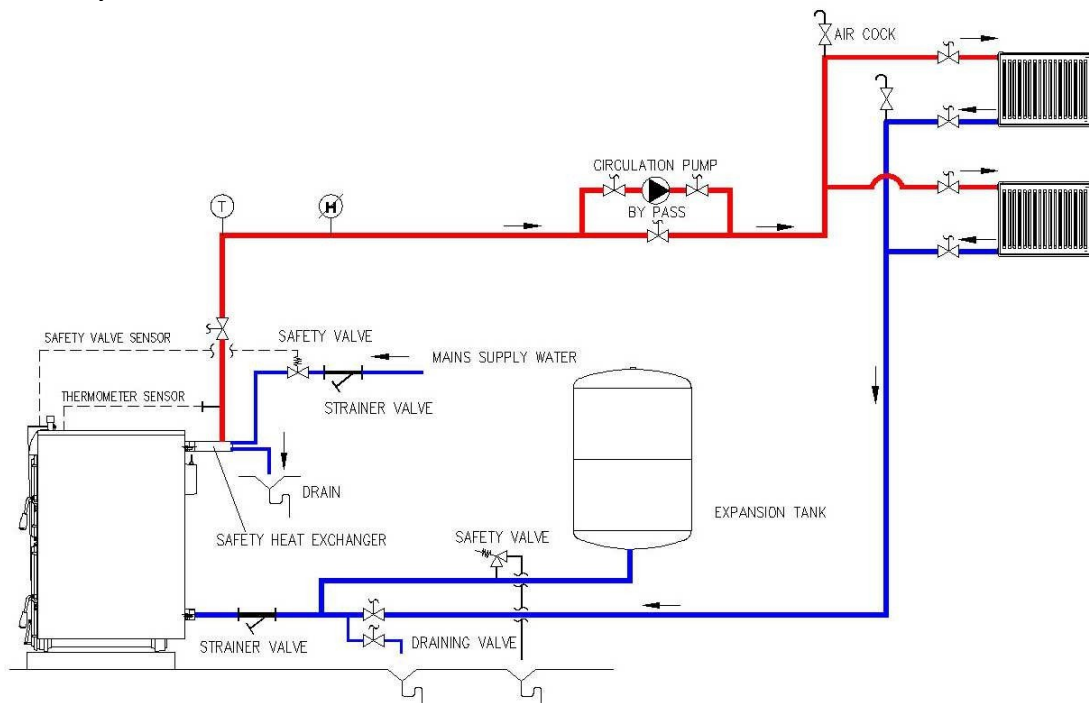 AIR COCK
CIRCULATION PUMP
BY PASS
T
H
SAFETY VALVE SENSOR
SAFETY VALVE
MAINS SUPPLY WATER
THERMOMETER SENSOR
STRAINER VALVE
DRAIN
EXPANSION TANK
SAFETY HEAT EXCHANGER
SAFETY VALVE
STRAINER VALVE
DRAINING VALVE